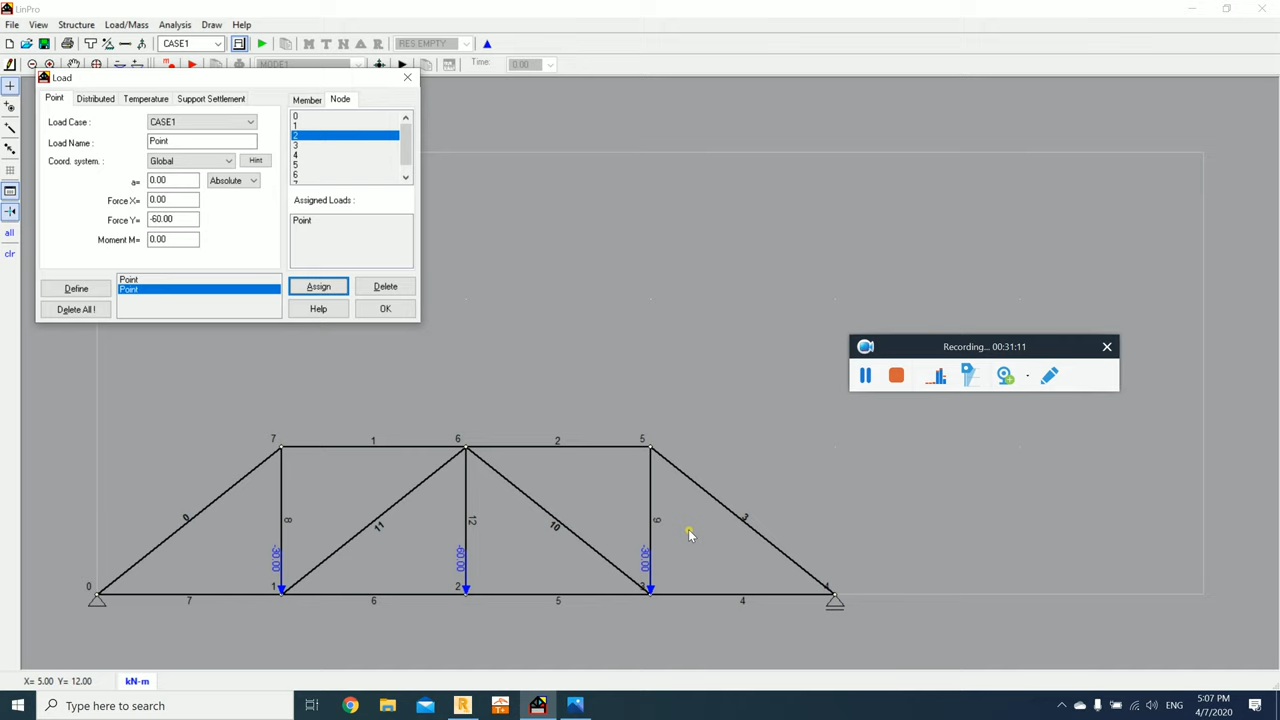 LinPro
File View Structure Load/Mass Analysis Draw Help
CASE1 M T N A R RES EMPTY
MODE1 Time: 0.00
Load
Point Distributed Temperature Support Settlement
Member Node
Load Case : CASE1
Load Name : Point
Coord. system : Global Hint
a= 0.00 Absolute
Force X= 0.00
Force Y= -60.00
Moment M= 0.00
0
1
2
3
4
5
6
7
Assigned Loads :
Point
Point
Point
Define
Delete All !
Assign Delete
Help OK
all
clr
Recording... 00:31:11
7 1 6 2 5
0 8 11 12 10 9 3
-30.00 -60.00 -30.00
0 1 2 3 4
7 6 5 4
X= 5.00 Y= 12.00 kN-m
Type here to search
5:07 PM
4/7/2020